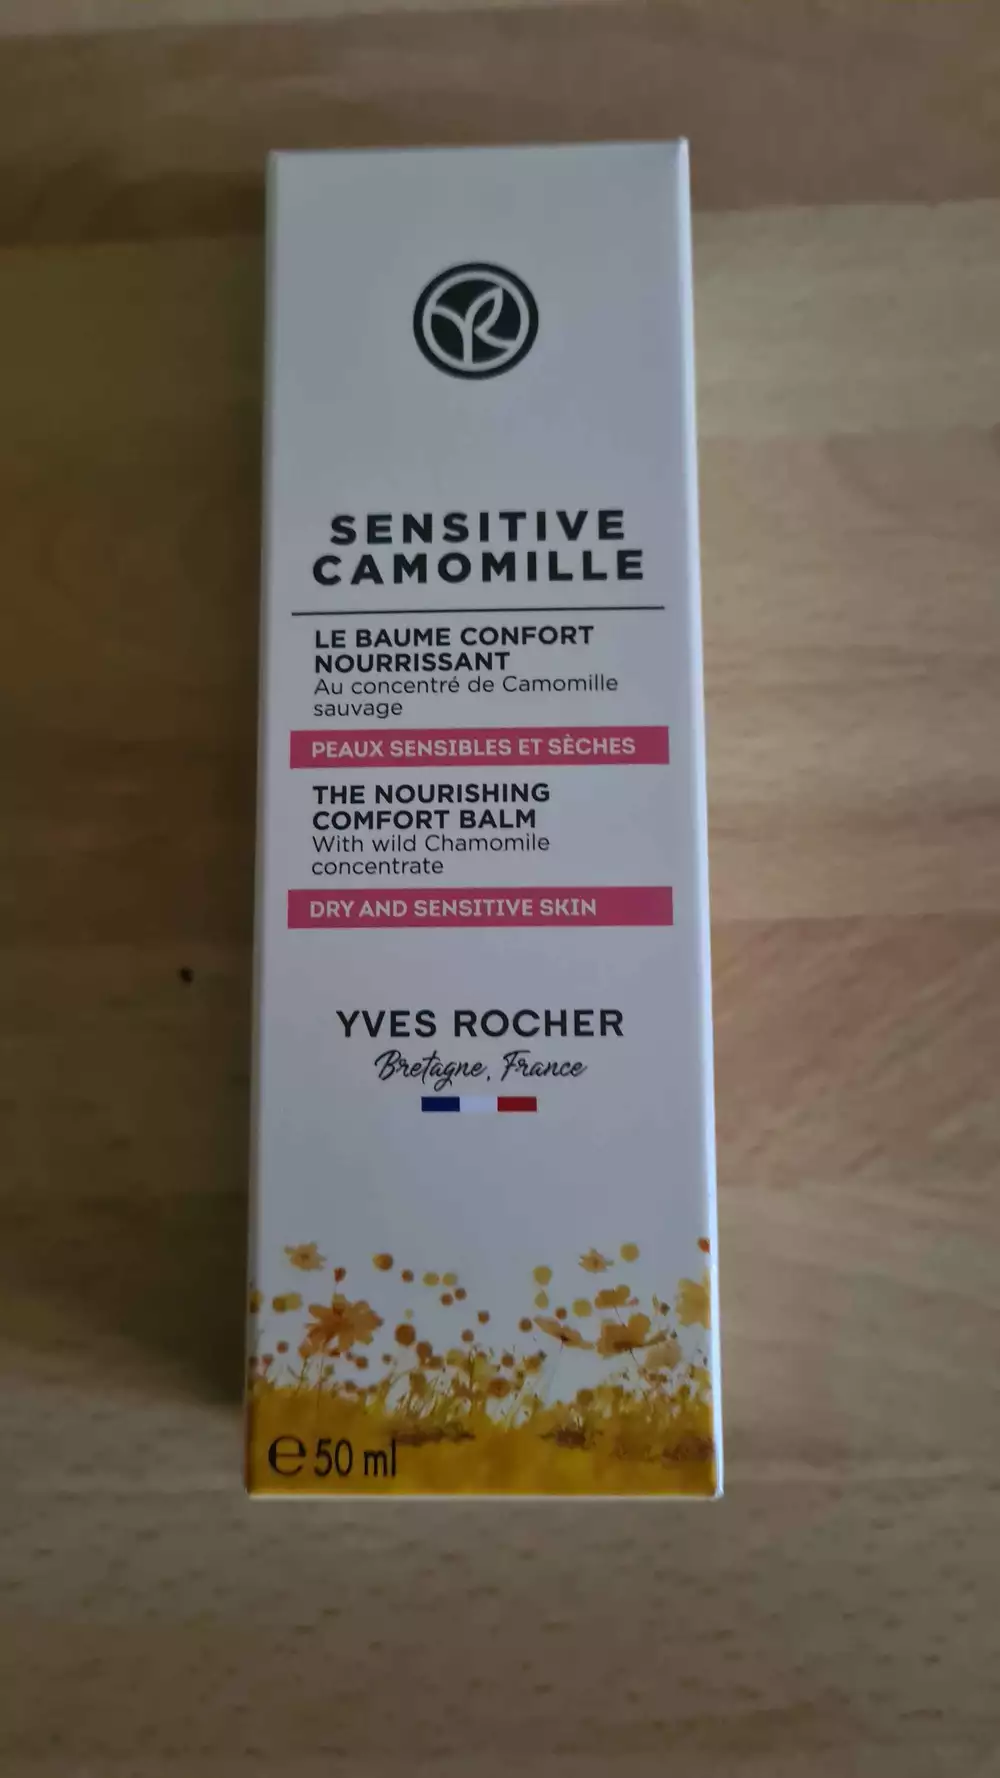 SENSITIVE
CAMOMILLE
LE BAUME CONFORT
NOURRISSANT
Au concentré de Camomille
sauvage
PEAUX SENSIBLES ET SÈCHES
THE NOURISHING
COMFORT BALM
With wild Chamomile
concentrate
DRY AND SENSITIVE SKIN
YVES ROCHER
Bretagne, France
℮ 50 ml